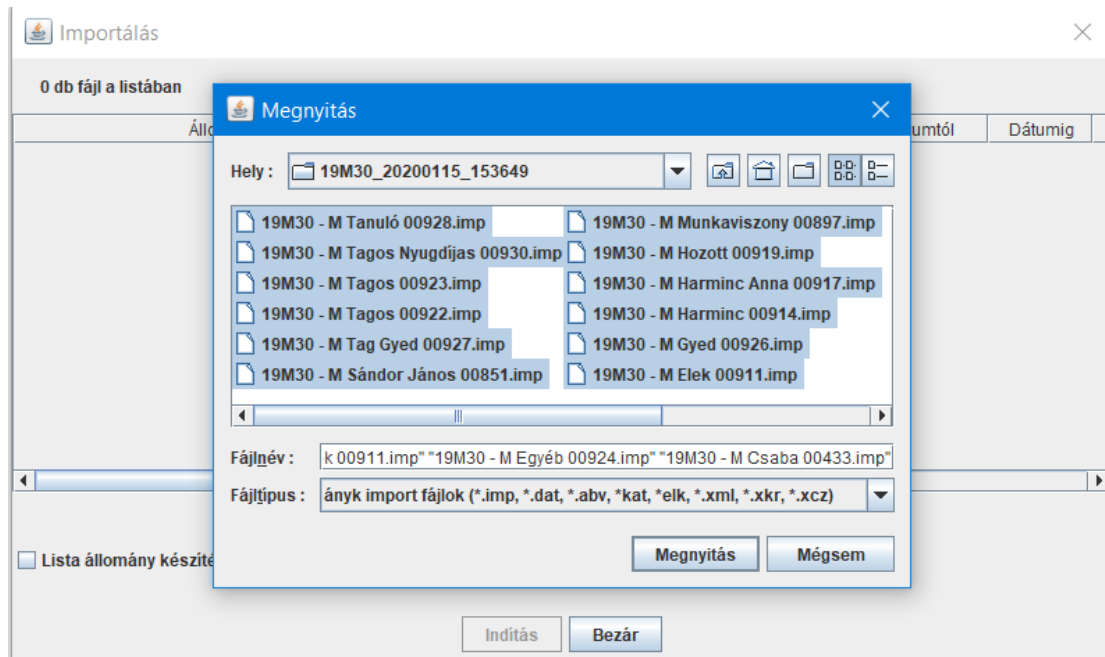 Importálás
0 db fájl a listában
Megnyitás
Dátumig
Hely :
19M30_20200115_153649
19M30 - M Tanuló 00928.imp
19M30 - M Tagos Nyugdíjas 00930.imp
19M30 - M Tagos 00923.imp
19M30 - M Tagos 00922.imp
19M30 - M Tag Gyed 00927.imp
19M30 - M Sándor János 00851.imp
19M30 - M Munkaviszony 00897.imp
19M30 - M Hozott 00919.imp
19M30 - M Harminc Anna 00917.imp
19M30 - M Harminc 00914.imp
19M30 - M Gyed 00926.imp
19M30 - M Elek 00911.imp
Fájlnév :
k 00911.imp" "19M30 - M Egyéb 00924.imp" "19M30 - M Csaba 00433.imp"
Fájltípus :
ányk import fájlok (*.imp, *.dat, *.abv, *kat, *elk, *.xml, *.xkr, *.xcz)
Megnyitás Mégsem
Lista állomány
Indítás Bezár